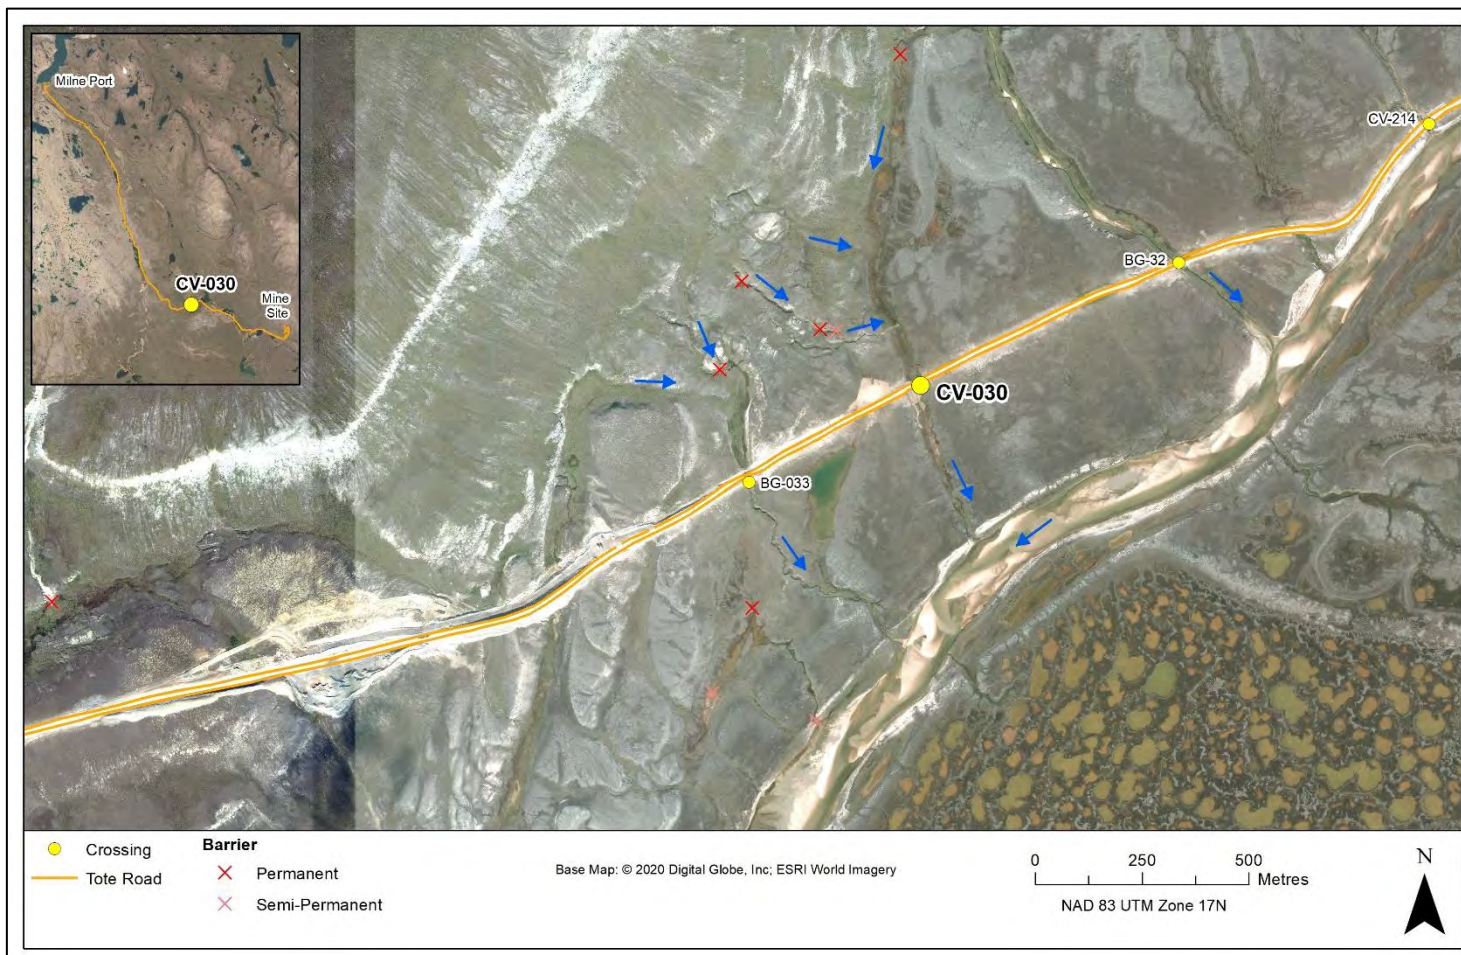 Milne Port
CV-030
Mine
Site
CV-214
BG-32
CV-030
BG-033
Crossing
Tote Road
Barrier
Permanent
Semi-Permanent
Base Map: © 2020 Digital Globe, Inc; ESRI World Imagery
0 250 500
Metres
NAD 83 UTM Zone 17N
N